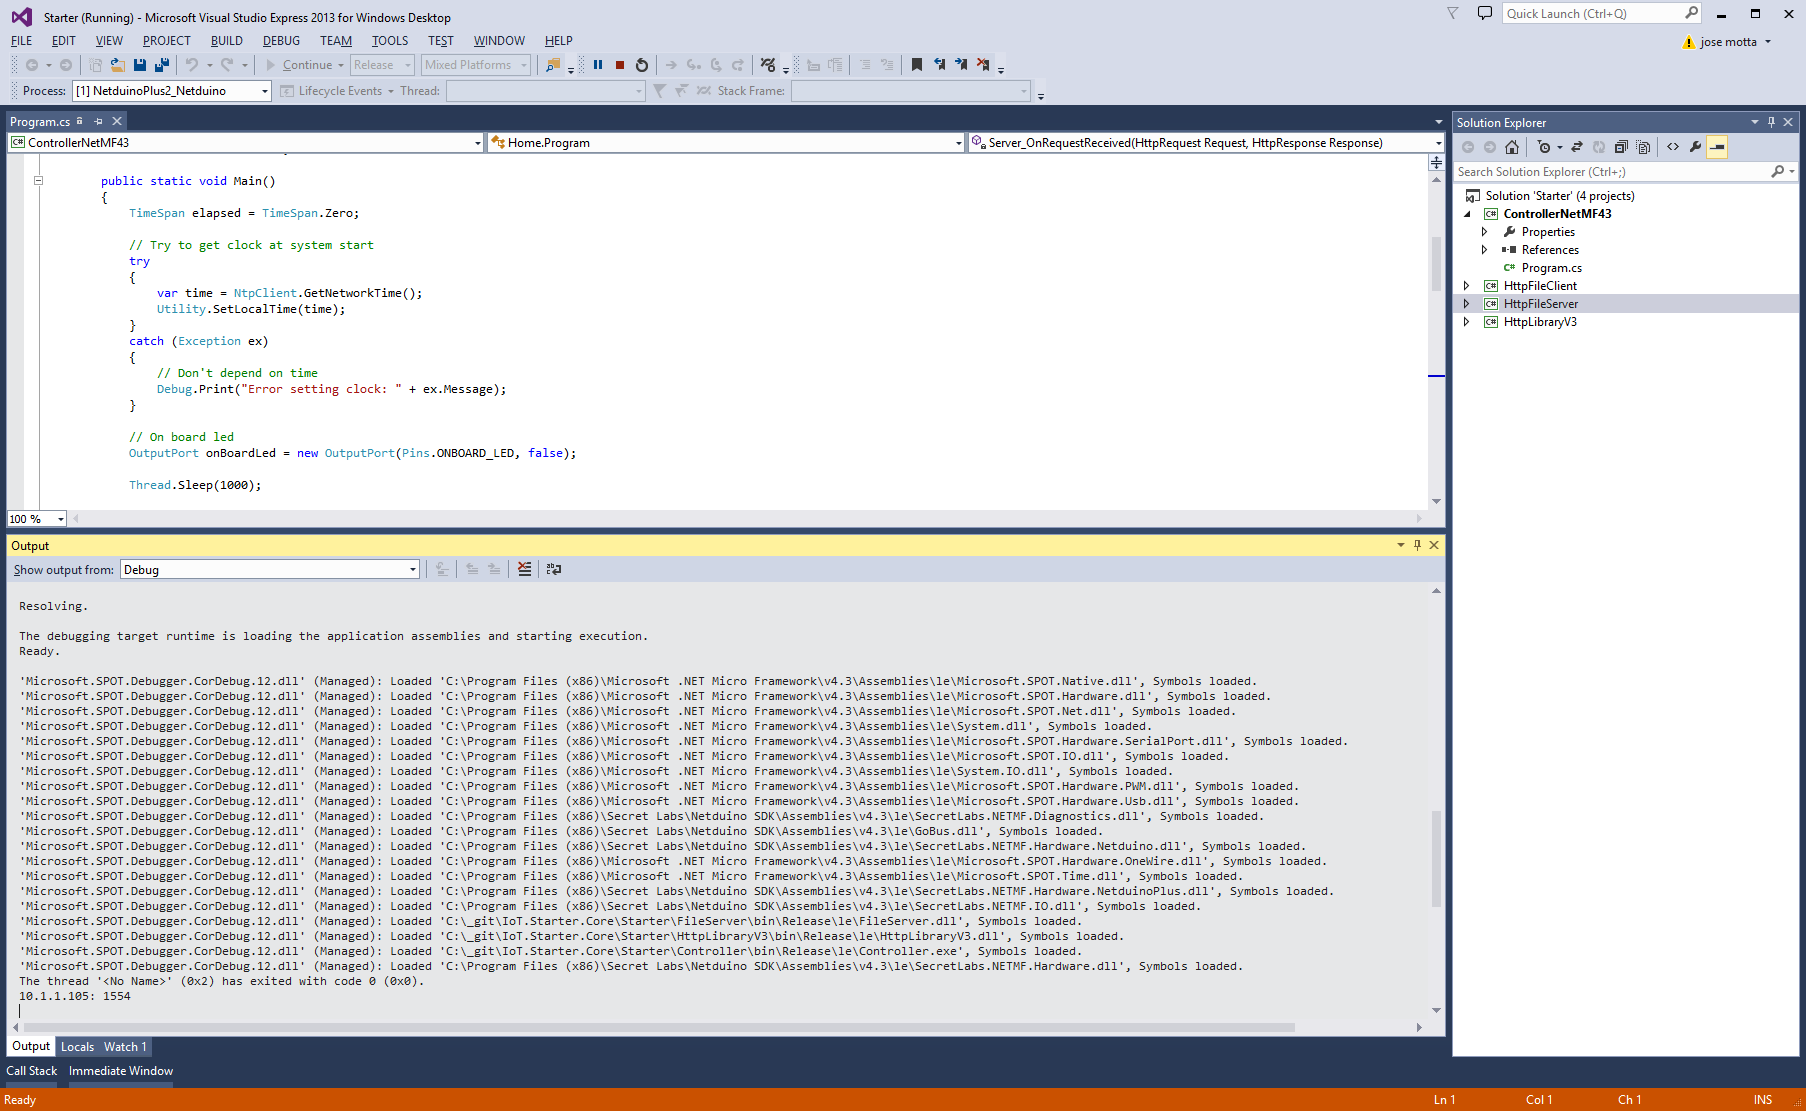 Starter (Running) - Microsoft Visual Studio Express 2013 for Windows Desktop
Quick Launch (Ctrl+Q)
FILE EDIT VIEW PROJECT BUILD DEBUG TEAM TOOLS TEST WINDOW HELP
jose motta
Continue Release Mixed Platforms
Process: [1] NetduinoPlus2_Netduino Lifecycle Events Thread: Stack Frame:
Program.cs
ControllerNetMF43 Home.Program Server_OnRequestReceived(HttpRequest Request, HttpResponse Response)
public static void Main()
{
TimeSpan elapsed = TimeSpan.Zero;
// Try to get clock at system start
try
{
var time = NtpClient.GetNetworkTime();
Utility.SetLocalTime(time);
}
catch (Exception ex)
{
// Don't depend on time
Debug.Print("Error setting clock: " + ex.Message);
}
// On board led
OutputPort onBoardLed = new OutputPort(Pins.ONBOARD_LED, false);
Thread.Sleep(1000);
100 %
Output
Show output from: Debug
Resolving.
The debugging target runtime is loading the application assemblies and starting execution.
Ready.
'Microsoft.SPOT.Debugger.CorDebug.12.dll' (Managed): Loaded 'C:\Program Files (x86)\Microsoft .NET Micro Framework\v4.3\Assemblies\le\Microsoft.SPOT.Native.dll', Symbols loaded.
'Microsoft.SPOT.Debugger.CorDebug.12.dll' (Managed): Loaded 'C:\Program Files (x86)\Microsoft .NET Micro Framework\v4.3\Assemblies\le\Microsoft.SPOT.Hardware.dll', Symbols loaded.
'Microsoft.SPOT.Debugger.CorDebug.12.dll' (Managed): Loaded 'C:\Program Files (x86)\Microsoft .NET Micro Framework\v4.3\Assemblies\le\Microsoft.SPOT.Net.dll', Symbols loaded.
'Microsoft.SPOT.Debugger.CorDebug.12.dll' (Managed): Loaded 'C:\Program Files (x86)\Microsoft .NET Micro Framework\v4.3\Assemblies\le\System.dll', Symbols loaded.
'Microsoft.SPOT.Debugger.CorDebug.12.dll' (Managed): Loaded 'C:\Program Files (x86)\Microsoft .NET Micro Framework\v4.3\Assemblies\le\Microsoft.SPOT.Hardware.SerialPort.dll', Symbols loaded.
'Microsoft.SPOT.Debugger.CorDebug.12.dll' (Managed): Loaded 'C:\Program Files (x86)\Microsoft .NET Micro Framework\v4.3\Assemblies\le\Microsoft.SPOT.IO.dll', Symbols loaded.
'Microsoft.SPOT.Debugger.CorDebug.12.dll' (Managed): Loaded 'C:\Program Files (x86)\Microsoft .NET Micro Framework\v4.3\Assemblies\le\System.IO.dll', Symbols loaded.
'Microsoft.SPOT.Debugger.CorDebug.12.dll' (Managed): Loaded 'C:\Program Files (x86)\Microsoft .NET Micro Framework\v4.3\Assemblies\le\Microsoft.SPOT.Hardware.PWM.dll', Symbols loaded.
'Microsoft.SPOT.Debugger.CorDebug.12.dll' (Managed): Loaded 'C:\Program Files (x86)\Microsoft .NET Micro Framework\v4.3\Assemblies\le\Microsoft.SPOT.Hardware.Usb.dll', Symbols loaded.
'Microsoft.SPOT.Debugger.CorDebug.12.dll' (Managed): Loaded 'C:\Program Files (x86)\Secret Labs\Netduino SDK\Assemblies\v4.3\le\SecretLabs.NETMF.Diagnostics.dll', Symbols loaded.
'Microsoft.SPOT.Debugger.CorDebug.12.dll' (Managed): Loaded 'C:\Program Files (x86)\Secret Labs\Netduino SDK\Assemblies\v4.3\le\GoBus.dll', Symbols loaded.
'Microsoft.SPOT.Debugger.CorDebug.12.dll' (Managed): Loaded 'C:\Program Files (x86)\Secret Labs\Netduino SDK\Assemblies\v4.3\le\SecretLabs.NETMF.Hardware.Netduino.dll', Symbols loaded.
'Microsoft.SPOT.Debugger.CorDebug.12.dll' (Managed): Loaded 'C:\Program Files (x86)\Microsoft .NET Micro Framework\v4.3\Assemblies\le\Microsoft.SPOT.Hardware.OneWire.dll', Symbols loaded.
'Microsoft.SPOT.Debugger.CorDebug.12.dll' (Managed): Loaded 'C:\Program Files (x86)\Microsoft .NET Micro Framework\v4.3\Assemblies\le\Microsoft.SPOT.Time.dll', Symbols loaded.
'Microsoft.SPOT.Debugger.CorDebug.12.dll' (Managed): Loaded 'C:\Program Files (x86)\Secret Labs\Netduino SDK\Assemblies\v4.3\le\SecretLabs.NETMF.Hardware.NetduinoPlus.dll', Symbols loaded.
'Microsoft.SPOT.Debugger.CorDebug.12.dll' (Managed): Loaded 'C:\Program Files (x86)\Secret Labs\Netduino SDK\Assemblies\v4.3\le\SecretLabs.NETMF.IO.dll', Symbols loaded.
'Microsoft.SPOT.Debugger.CorDebug.12.dll' (Managed): Loaded 'C:\_git\IoT.Starter.Core\Starter\FileServer\bin\Release\le\FileServer.dll', Symbols loaded.
'Microsoft.SPOT.Debugger.CorDebug.12.dll' (Managed): Loaded 'C:\_git\IoT.Starter.Core\Starter\HttpLibraryV3\bin\Release\le\HttpLibraryV3.dll', Symbols loaded.
'Microsoft.SPOT.Debugger.CorDebug.12.dll' (Managed): Loaded 'C:\_git\IoT.Starter.Core\Starter\Controller\bin\Release\le\Controller.exe', Symbols loaded.
'Microsoft.SPOT.Debugger.CorDebug.12.dll' (Managed): Loaded 'C:\Program Files (x86)\Secret Labs\Netduino SDK\Assemblies\v4.3\le\SecretLabs.NETMF.Hardware.dll', Symbols loaded.
The thread '<No Name>' (0x2) has exited with code 0 (0x0).
10.1.1.105: 1554
Output Locals Watch 1
Call Stack Immediate Window
Solution Explorer
Search Solution Explorer (Ctrl+;)
Solution 'Starter' (4 projects)
C# ControllerNetMF43
Properties
References
C# Program.cs
C# HttpFileClient
C# HttpFileServer
C# HttpLibraryV3
Ready Ln 1 Col 1 Ch 1 INS